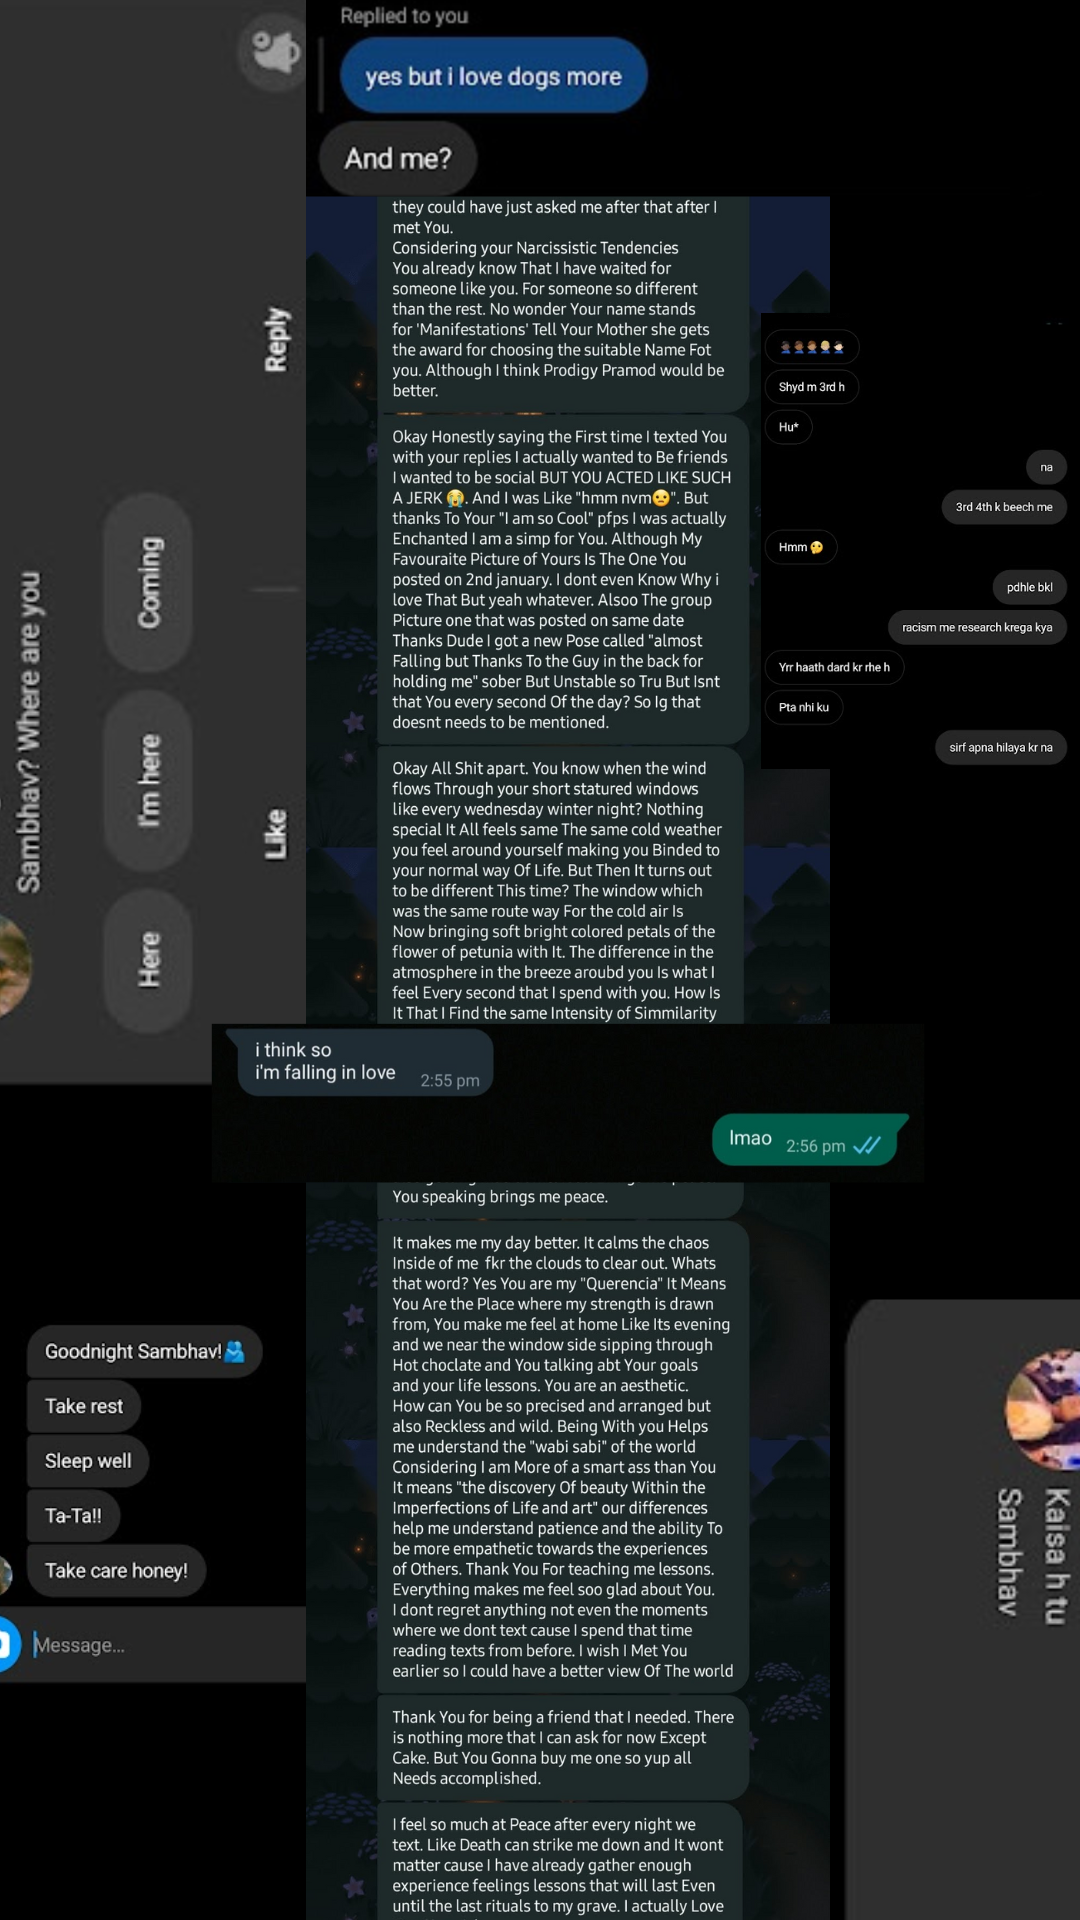 Replied to you
yes but i love dogs more
And me?
Sambhav? Where are you
Here
I'm here
Coming
Like
Reply
they could have just asked me after that after I
met You.
Considering your Narcissistic Tendencies
You already know That I have waited for
someone like you. For someone so different
than the rest. No wonder Your name stands
for 'Manifestations' Tell Your Mother she gets
the award for choosing the suitable Name Fot
you. Although I think Prodigy Pramod would be
better.
Okay Honestly saying the First time I texted You
with your replies I actually wanted to Be friends
I wanted to be social BUT YOU ACTED LIKE SUCH
A JERK 😭. And I was Like "hmm nvm😕". But
thanks To Your "I am so Cool" pfps I was actually
Enchanted I am a simp for You. Although My
Favouraite Picture of Yours Is The One You
posted on 2nd january. I dont even Know Why i
love That But yeah whatever. Alsoo The group
Picture one that was posted on same date
Thanks Dude I got a new Pose called "almost
Falling but Thanks To the Guy in the back for
holding me" sober But Unstable so Tru But Isnt
that You every second Of the day? So Ig that
doesnt needs to be mentioned.
Okay All Shit apart. You know when the wind
flows Through your short statured windows
like every wednesday winter night? Nothing
special It All feels same The same cold weather
you feel around yourself making you Binded to
your normal way Of Life. But Then It turns out
to be different This time? The window which
was the same route way For the cold air Is
Now bringing soft bright colored petals of the
flower of petunia with It. The difference in the
atmosphere in the breeze aroubd you Is what I
feel Every second that I spend with you. How Is
It That I Find the same Intensity of Simmilarity
Shyd m 3rd h
Hu*
na
3rd 4th k beech me
Hmm 🤔
pdhle bkl
racism me research krega kya
Yrr haath dard kr rhe h
Pta nhi ku
sirf apna hilaya kr na
i think so
i'm falling in love 2:55 pm
lmao 2:56 pm
You speaking brings me peace.
It makes me my day better. It calms the chaos
Inside of me fkr the clouds to clear out. Whats
that word? Yes You are my "Querencia" It Means
You Are the Place where my strength is drawn
from, You make me feel at home Like Its evening
and we near the window side sipping through
Hot choclate and You talking abt Your goals
and your life lessons. You are an aesthetic.
How can You be so precised and arranged but
also Reckless and wild. Being With you Helps
me understand the "wabi sabi" of the world
Considering I am More of a smart ass than You
It means "the discovery Of beauty Within the
Imperfections of Life and art" our differences
help me understand patience and the ability To
be more empathetic towards the experiences
of Others. Thank You For teaching me lessons.
Everything makes me feel soo glad about You.
I dont regret anything not even the moments
where we dont text cause I spend that time
reading texts from before. I wish I Met You
earlier so I could have a better view Of The world
Thank You for being a friend that I needed. There
is nothing more that I can ask for now Except
Cake. But You Gonna buy me one so yup all
Needs accomplished.
I feel so much at Peace after every night we
text. Like Death can strike me down and It wont
matter cause I have already gather enough
experience feelings lessons that will last Even
until the last rituals to my grave. I actually Love
Goodnight Sambhav!🫂
Take rest
Sleep well
Ta-Ta!!
Take care honey!
Message...
Kaisa h tu
Sambhav